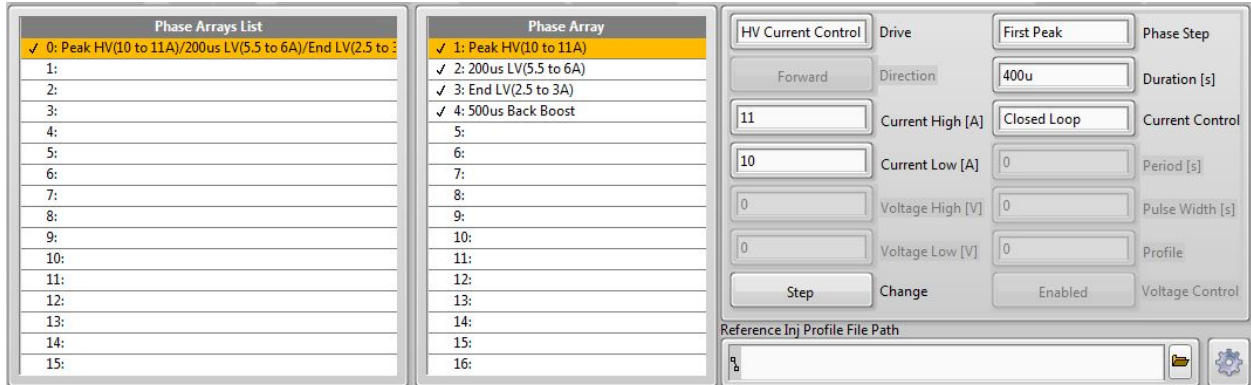 Phase Arrays List
✓ 0: Peak HV(10 to 11A)/200us LV(5.5 to 6A)/End LV(2.5 to
1:
2:
3:
4:
5:
6:
7:
8:
9:
10:
11:
12:
13:
14:
15:
Phase Array
✓ 1: Peak HV(10 to 11A)
✓ 2: 200us LV(5.5 to 6A)
✓ 3: End LV(2.5 to 3A)
✓ 4: 500us Back Boost
5:
6:
7:
8:
9:
10:
11:
12:
13:
14:
15:
16:
HV Current Control Drive First Peak Phase Step
Forward Direction 400u Duration [s]
11 Current High [A] Closed Loop Current Control
10 Current Low [A] 0 Period [s]
0 Voltage High [V] 0 Pulse Width [s]
0 Voltage Low [V] 0 Profile
Step Change Enabled Voltage Control
Reference Inj Profile File Path